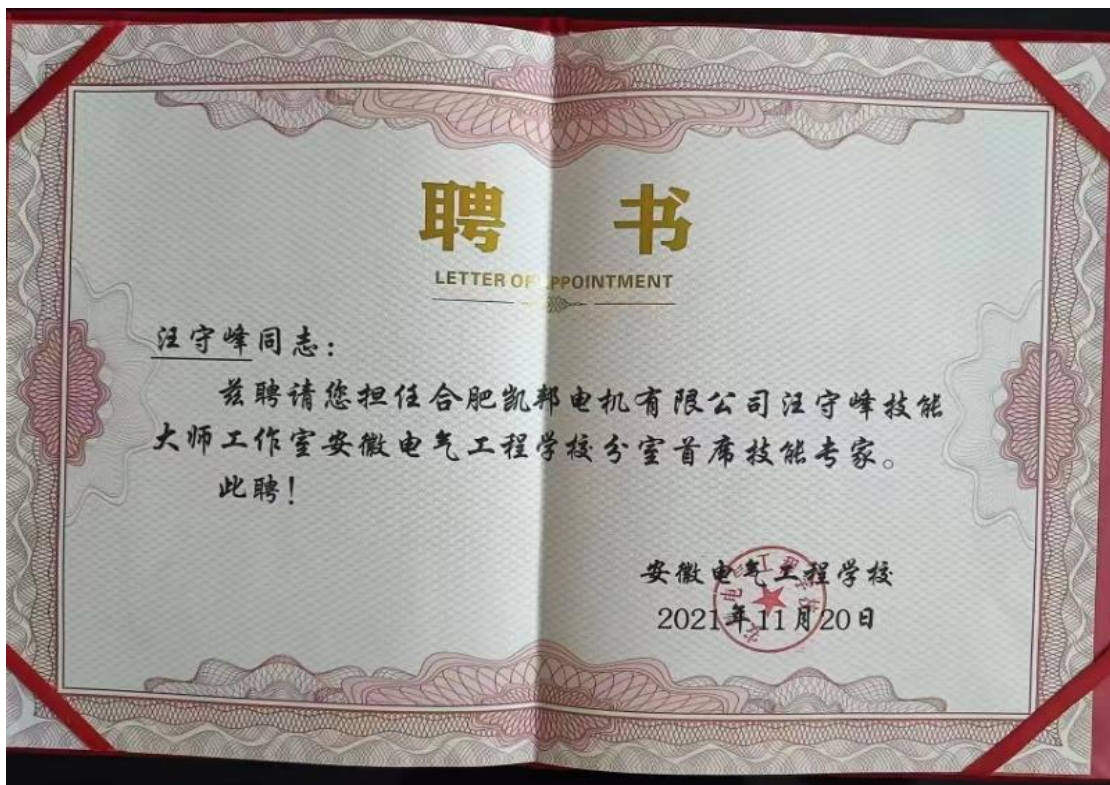 聘 书
LETTER OF APPOINTMENT
汪守峰同志：
兹聘请您担任合肥凯邦电机有限公司汪守峰技能
大师工作室安徽电气工程学校分室首席技能专家。
此聘！
安徽电气工程学校
2021年11月20日